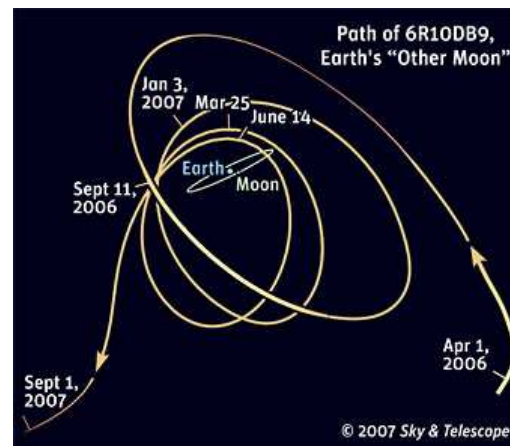 Path of 6R10DB9,
Earth's “Other Moon”
Jan 3,
2007
Mar 25
June 14
Earth
Moon
Sept 11,
2006
Apr 1,
2006
Sept 1,
2007
© 2007 Sky & Telescope